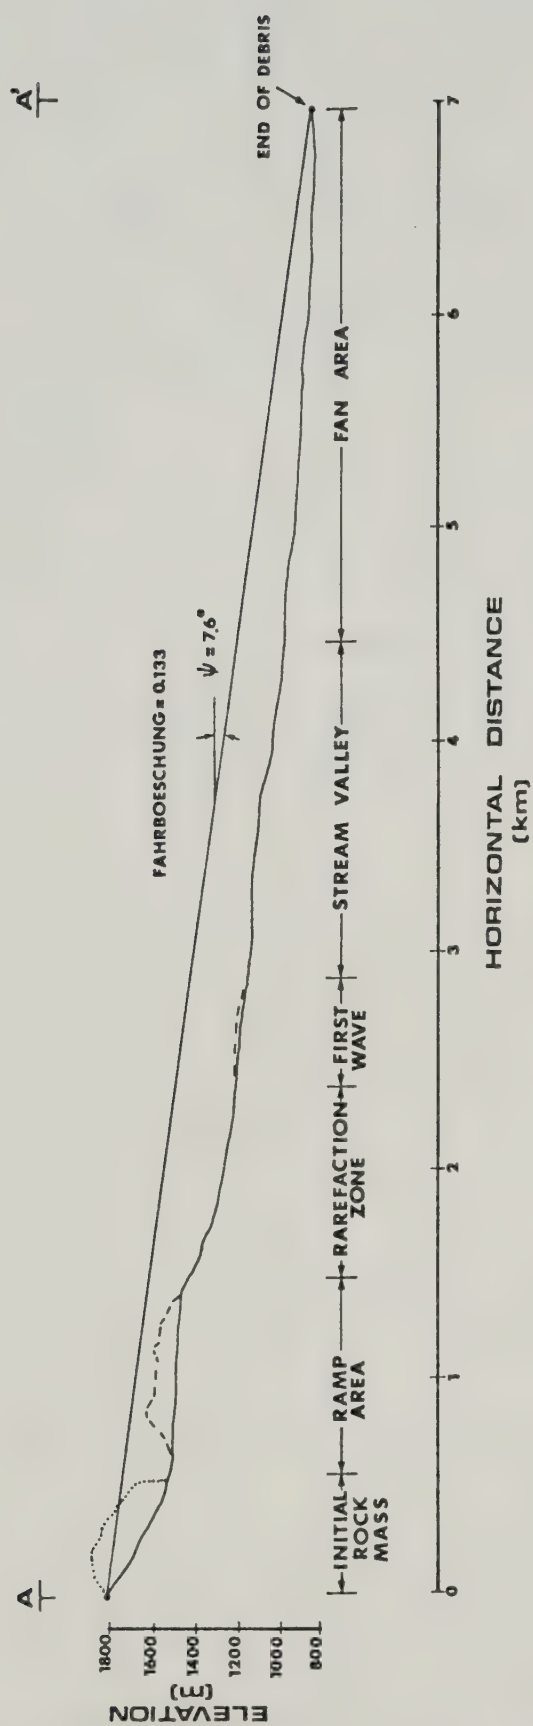 A
A'
FAHRBOESCHUNG = 0.133
ψ = 7.6°
END OF DEBRIS
ELEVATION
(m)
1800
1600
1400
1200
1000
800
INITIAL
ROCK
MASS
RAMP
AREA
RAREFACTION
ZONE
FIRST
WAVE
STREAM VALLEY
FAN AREA
0
1
2
3
4
5
6
7
HORIZONTAL DISTANCE
(km)